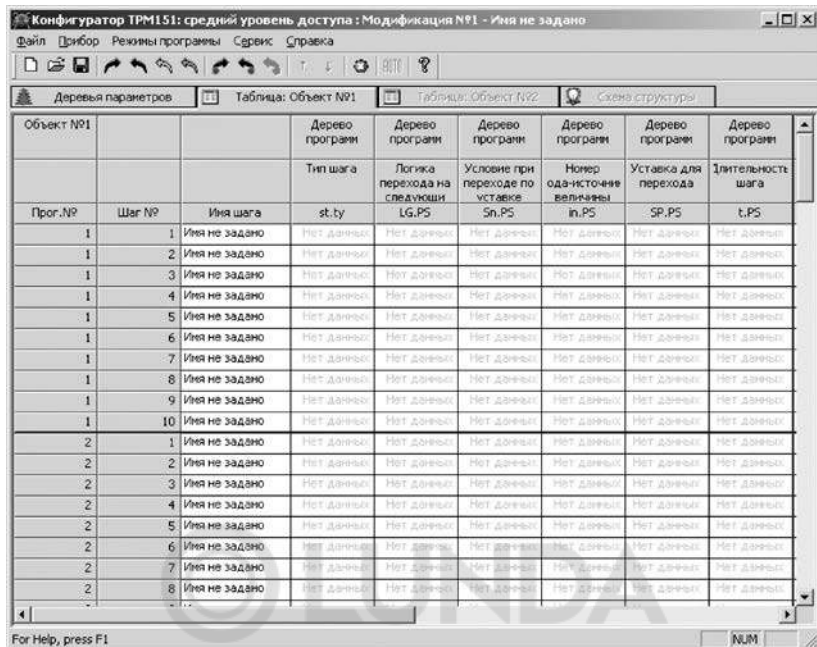 Конфигуратор ТРМ151: средний уровень доступа : Модификация №1 - Имя не задано
Файл Прибор Режимы программы Сервис Справка
Деревья параметров Таблица: Объект №1 Таблица: Объект №2 Схема структуры
Объект №1 Дерево программ Дерево программ Дерево программ Дерево программ Дерево программ Дерево программ
Тип шага Логика перехода на следующи Условие при переходе по уставке Номер ода-источни величины Уставка для перехода Длительность шага
Прог.№ Шаг № Имя шага st.ty LG.PS Sn.PS in.PS SP.PS t.PS
1 1 Имя не задано Нет данных Нет данных Нет данных Нет данных Нет данных Нет данных
1 2 Имя не задано Нет данных Нет данных Нет данных Нет данных Нет данных Нет данных
1 3 Имя не задано Нет данных Нет данных Нет данных Нет данных Нет данных Нет данных
1 4 Имя не задано Нет данных Нет данных Нет данных Нет данных Нет данных Нет данных
1 5 Имя не задано Нет данных Нет данных Нет данных Нет данных Нет данных Нет данных
1 6 Имя не задано Нет данных Нет данных Нет данных Нет данных Нет данных Нет данных
1 7 Имя не задано Нет данных Нет данных Нет данных Нет данных Нет данных Нет данных
1 8 Имя не задано Нет данных Нет данных Нет данных Нет данных Нет данных Нет данных
1 9 Имя не задано Нет данных Нет данных Нет данных Нет данных Нет данных Нет данных
1 10 Имя не задано Нет данных Нет данных Нет данных Нет данных Нет данных Нет данных
2 1 Имя не задано Нет данных Нет данных Нет данных Нет данных Нет данных Нет данных
2 2 Имя не задано Нет данных Нет данных Нет данных Нет данных Нет данных Нет данных
2 3 Имя не задано Нет данных Нет данных Нет данных Нет данных Нет данных Нет данных
2 4 Имя не задано Нет данных Нет данных Нет данных Нет данных Нет данных Нет данных
2 5 Имя не задано Нет данных Нет данных Нет данных Нет данных Нет данных Нет данных
2 6 Имя не задано Нет данных Нет данных Нет данных Нет данных Нет данных Нет данных
2 7 Имя не задано Нет данных Нет данных Нет данных Нет данных Нет данных Нет данных
2 8 Имя не задано Нет данных Нет данных Нет данных Нет данных Нет данных Нет данных
LUNDA
For Help, press F1 NUM